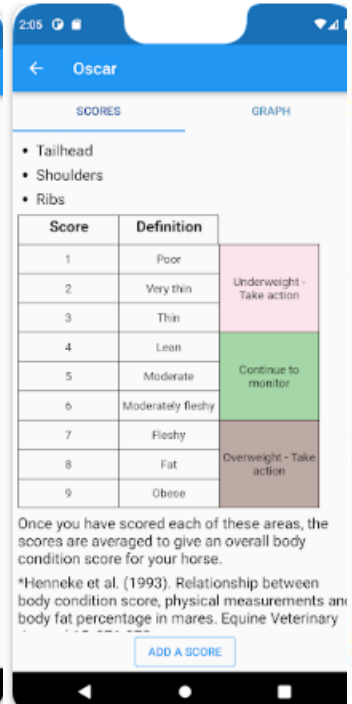 2:05
Oscar
SCORES GRAPH
• Tailhead
• Shoulders
• Ribs
Score Definition
1 Poor
2 Very thin
3 Thin
Underweight -
Take action
4 Lean
5 Moderate
6 Moderately fleshy
Continue to
monitor
7 Fleshy
8 Fat
9 Obese
Overweight - Take
action
Once you have scored each of these areas, the
scores are averaged to give an overall body
condition score for your horse.
*Henneke et al. (1993). Relationship between
body condition score, physical measurements and
body fat percentage in mares. Equine Veterinary
ADD A SCORE